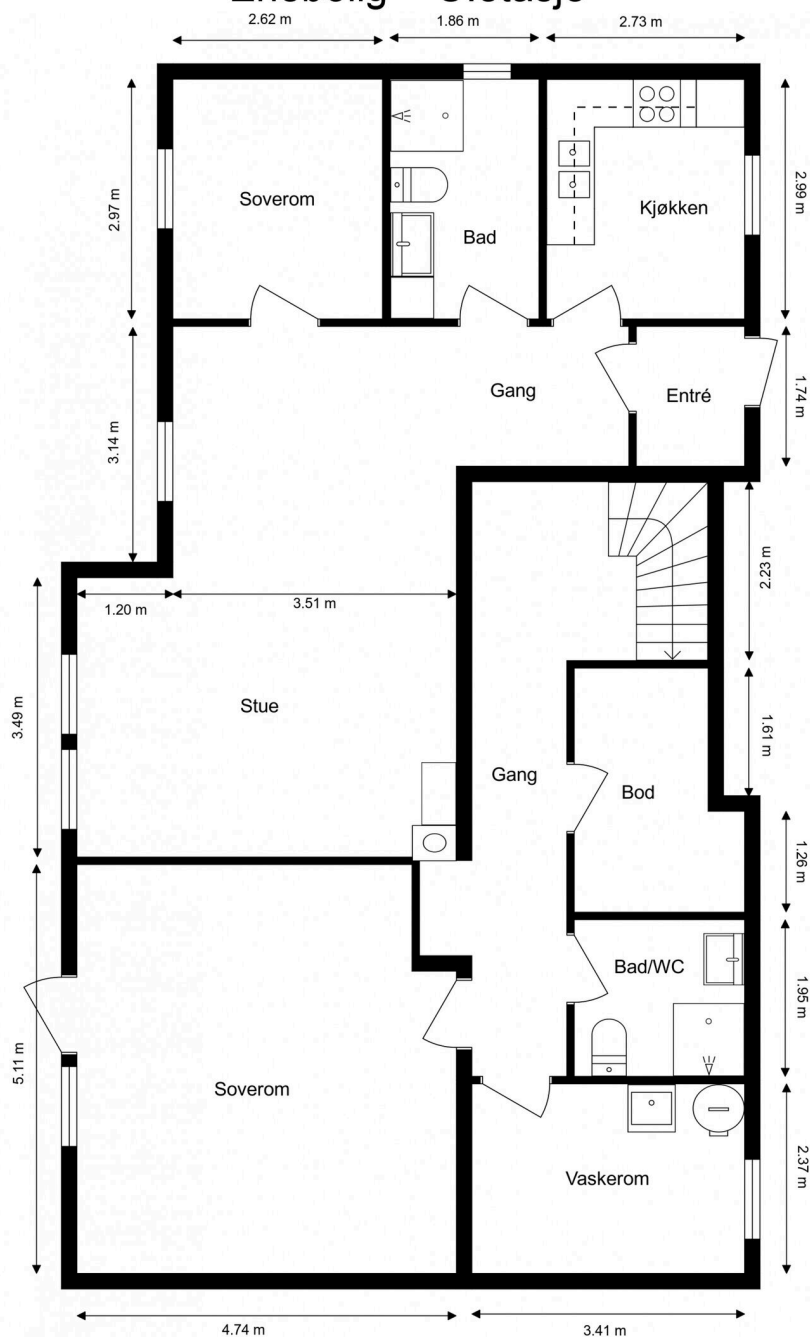 Enebolig
2.62 m
1.86 m
2.73 m
2.97 m
2.99 m
Soverom
Bad
Kjøkken
3.14 m
Gang
Entré
1.74 m
1.20 m
3.51 m
2.23 m
3.49 m
Stue
Gang
Bod
1.61 m
1.26 m
Bad/WC
1.95 m
5.11 m
Soverom
Vaskerom
2.37 m
4.74 m
3.41 m